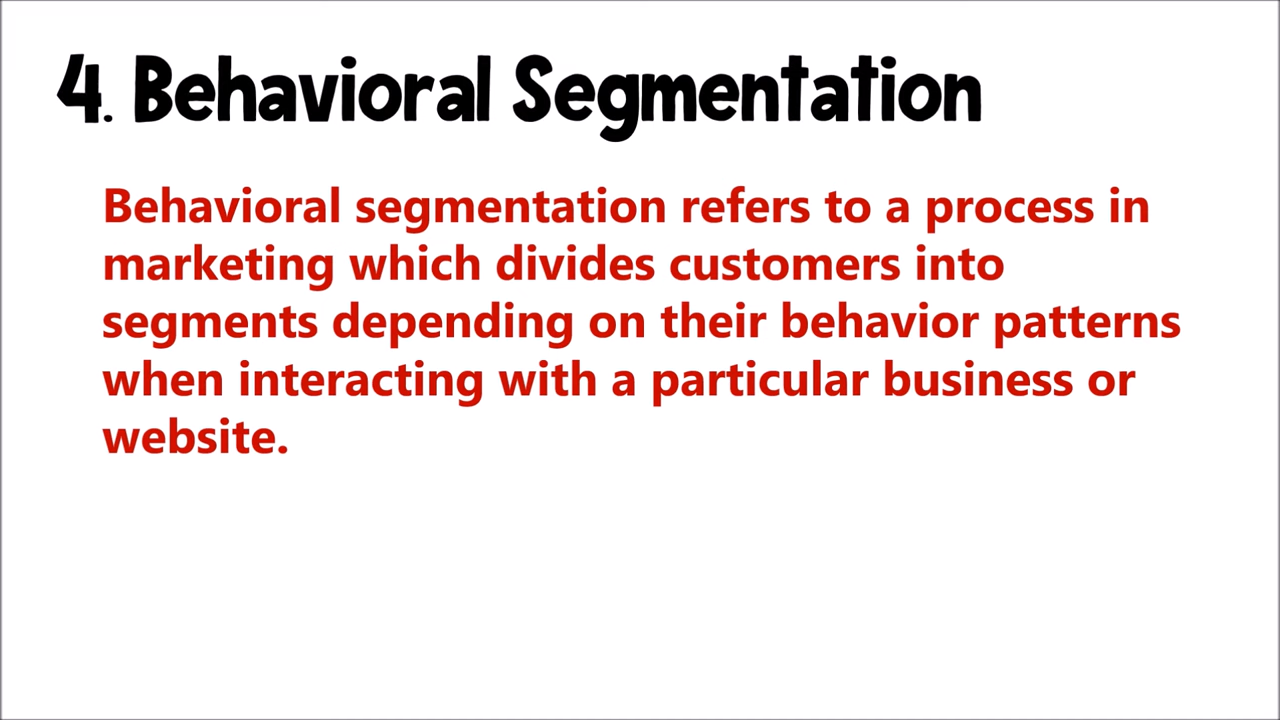 4. Behavioral Segmentation
Behavioral segmentation refers to a process in
marketing which divides customers into
segments depending on their behavior patterns
when interacting with a particular business or
website.